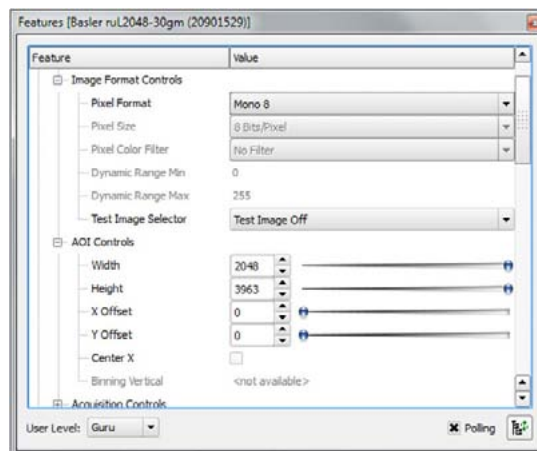 Features [Basler ruL2048-30gm (20901529)]
Feature Value
Image Format Controls
Pixel Format Mono 8
Pixel Size 8 Bits/Pixel
Pixel Color Filter No Filter
Dynamic Range Min 0
Dynamic Range Max 255
Test Image Selector Test Image Off
AOI Controls
Width 2048
Height 3963
X Offset 0
Y Offset 0
Center X
Binning Vertical <not available>
Acquisition Controls
User Level: Guru Polling